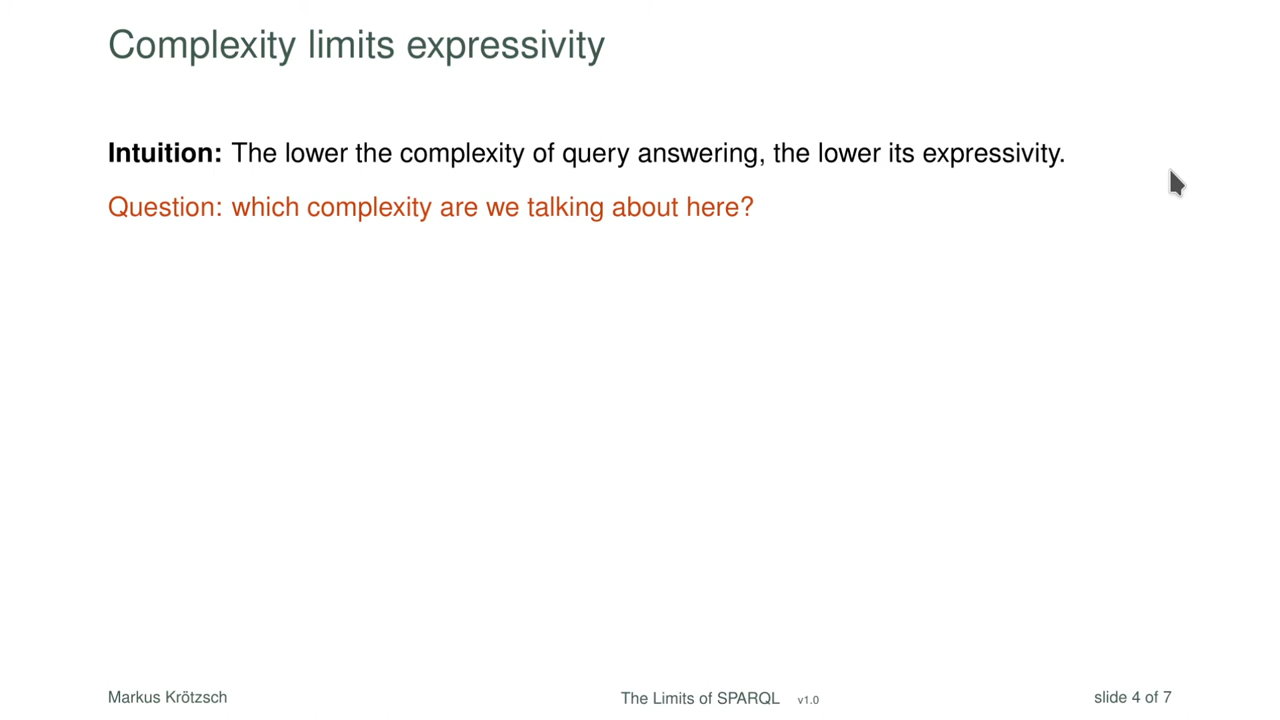 Complexity limits expressivity
Intuition: The lower the complexity of query answering, the lower its expressivity.
Question: which complexity are we talking about here?
Markus Krötzsch The Limits of SPARQL v1.0 slide 4 of 7